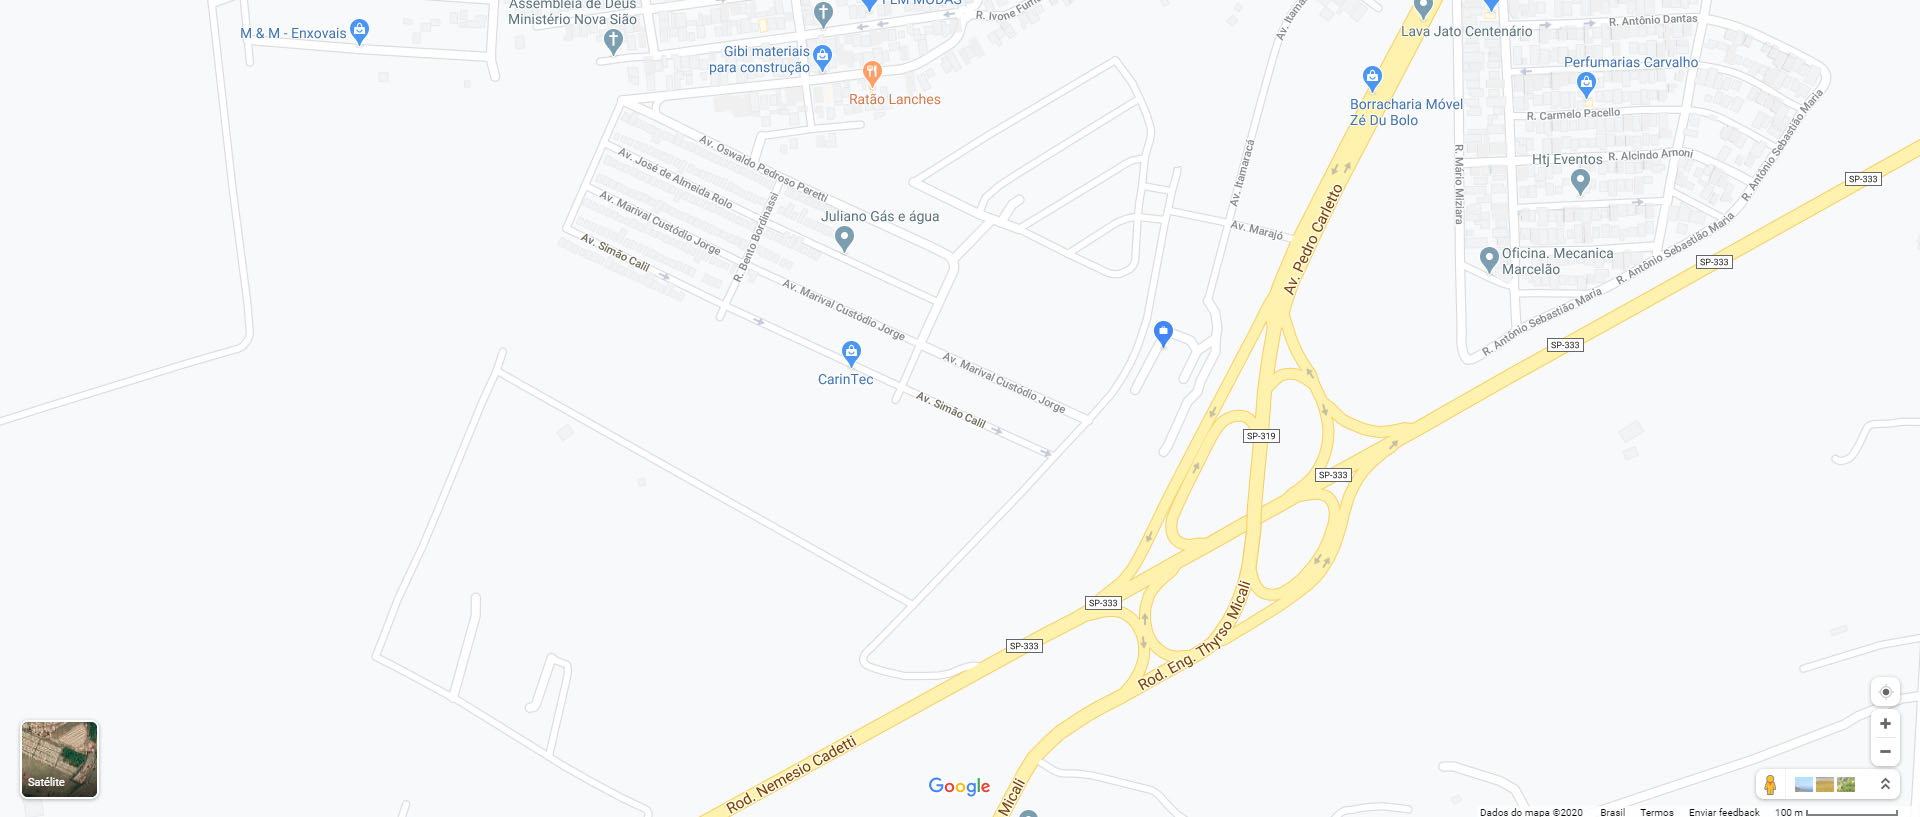 Assembleia de Deus
Ministério Nova Sião
M & M - Enxovais
Gibi materiais
para construção
Ratão Lanches
FLM MODAS
Av. Itamaracá
Lava Jato Centenário
R. Antônio Dantas
Perfumarias Carvalho
Borracharia Móvel
Zé Du Bolo
R. Carmelo Pacello
R. Antônio Sebastião Maria
R. Alcindo Arnoni
Htj Eventos
R. Mário Miziara
SP-333
Av. Oswaldo Pedroso Peretti
Av. José de Almeida Rolo
Av. Marival Custódio Jorge
R. Bento Bordinassi
Juliano Gás e água
Av. Simão Calil
Av. Itamaracá
Av. Marajó
Av. Pedro Carletto
R. Antônio Sebastião Maria
Oficina. Mecanica
Marcelão
SP-333
Av. Marival Custódio Jorge
R. Antônio Sebastião Maria
SP-333
CarinTec
Av. Marival Custódio Jorge
Av. Simão Calil
SP-319
SP-333
SP-333
SP-333
Rod. Eng. Thyrso Micali
Rod. Nemesio Cadetti
Micali
Satélite
Google
Dados do mapa ©2020
Brasil
Termos
Enviar feedback
100 m